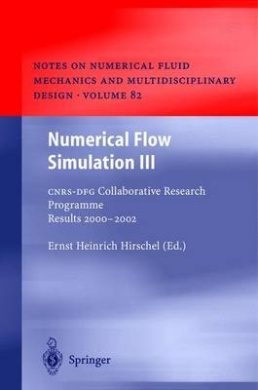 NOTES ON NUMERICAL FLUID
MECHANICS AND MULTIDISCIPLINARY
DESIGN · VOLUME 82
Numerical Flow
Simulation III
CNRS-DFG Collaborative Research
Programme
Results 2000–2002
Ernst Heinrich Hirschel (Ed.)
Springer